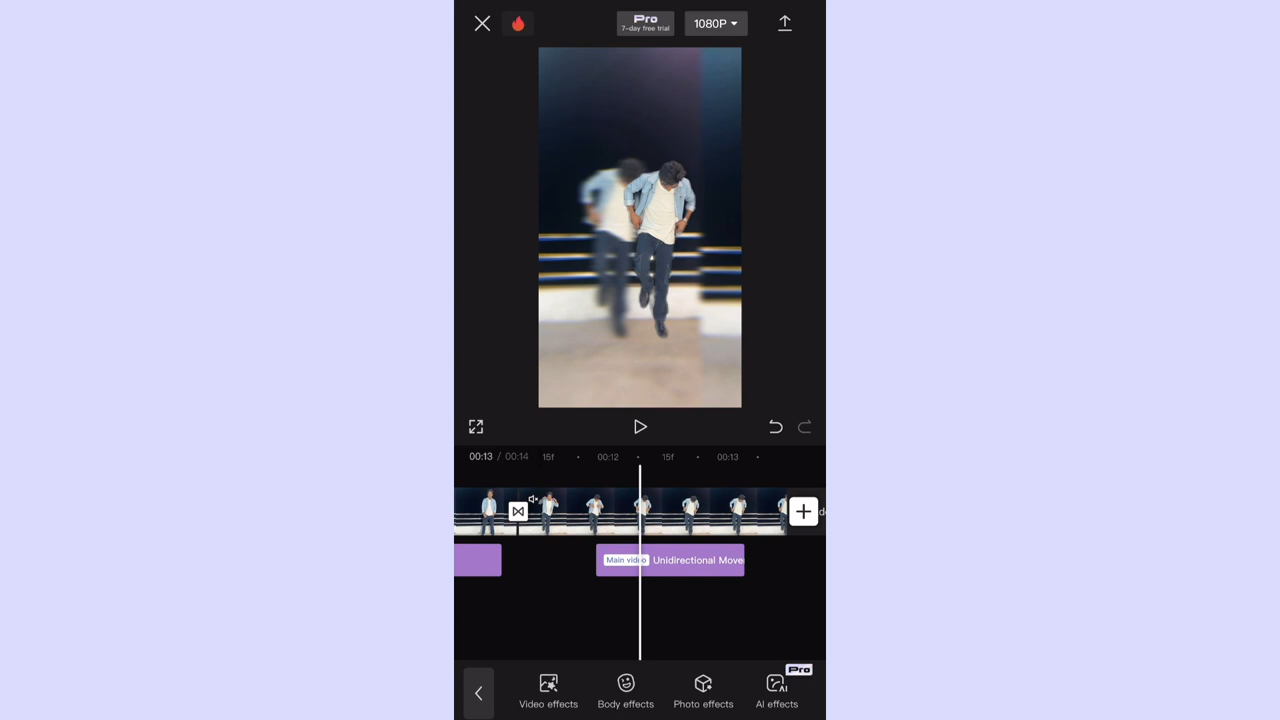 Pro
7-day free trial
1080P
00:13 / 00:14 15f 00:12 15f 00:13
Main video Unidirectional Move
Pro
Video effects Body effects Photo effects AI effects